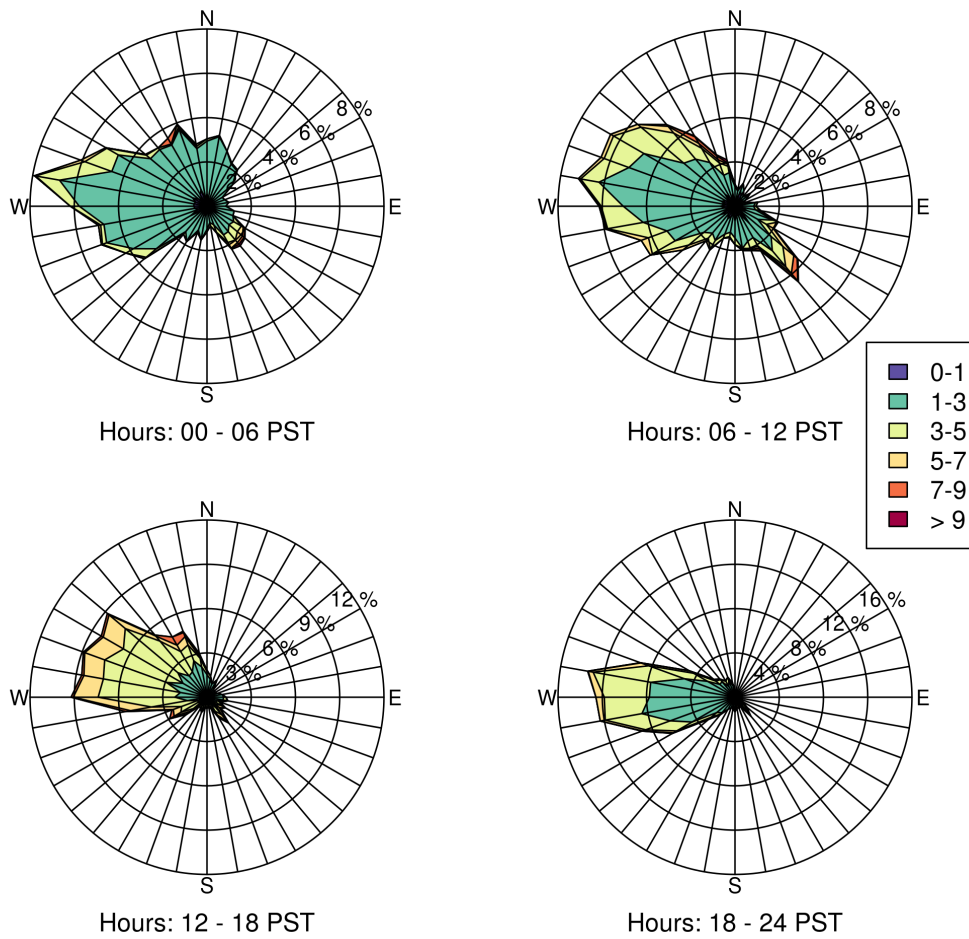 N
8 %
6 %
4 %
2 %
W
E
S
Hours: 00 - 06 PST
N
8 %
6 %
4 %
2 %
W
E
S
Hours: 06 - 12 PST
0-1
1-3
3-5
5-7
7-9
> 9
N
12 %
9 %
6 %
3 %
W
E
S
Hours: 12 - 18 PST
N
16 %
12 %
8 %
4 %
W
E
S
Hours: 18 - 24 PST